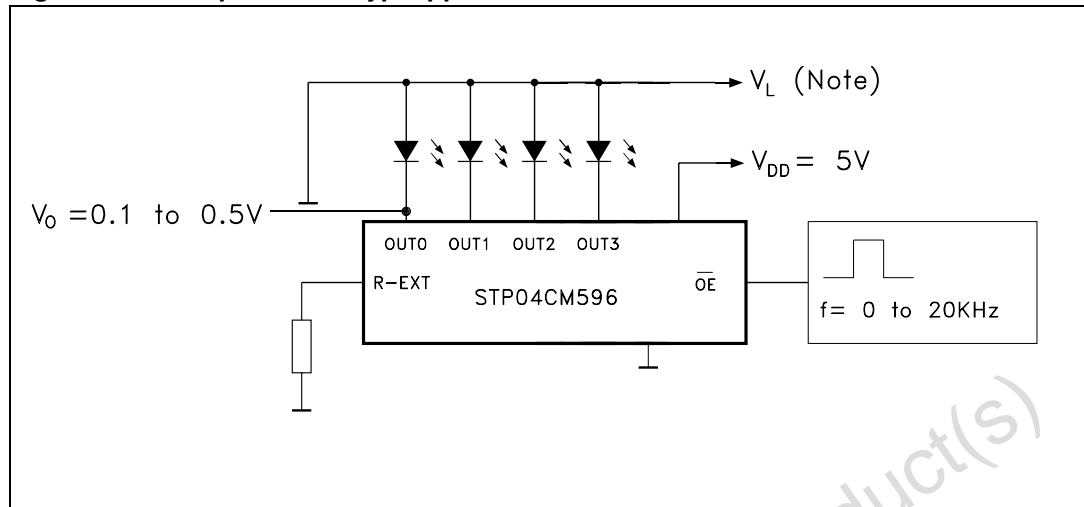 V_L (Note)
V_DD = 5V
V_O = 0.1 to 0.5V
OUT0 OUT1 OUT2 OUT3
R-EXT
STP04CM596
O̅E̅
f= 0 to 20KHz